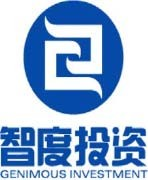 智度投资
GENIMOUS INVESTMENT